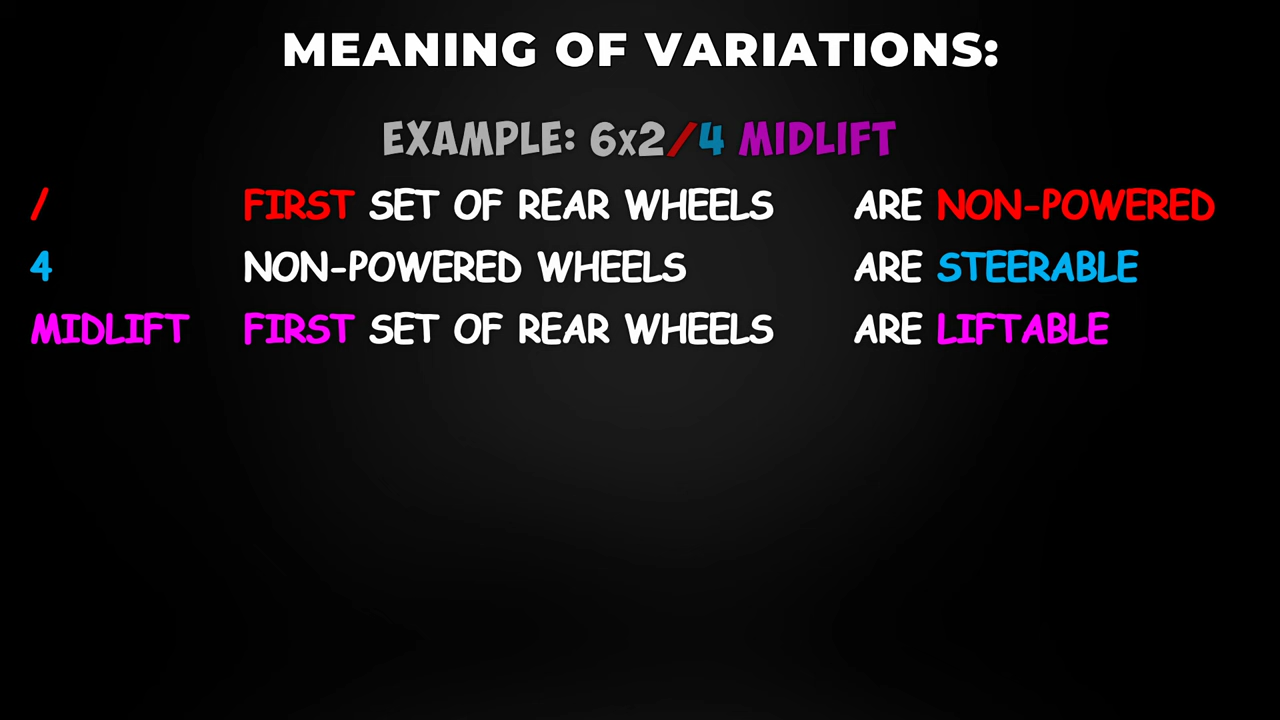 MEANING OF VARIATIONS:
EXAMPLE: 6x2/4 MIDLIFT
/ FIRST SET OF REAR WHEELS ARE NON-POWERED
4 NON-POWERED WHEELS ARE STEERABLE
MIDLIFT FIRST SET OF REAR WHEELS ARE LIFTABLE